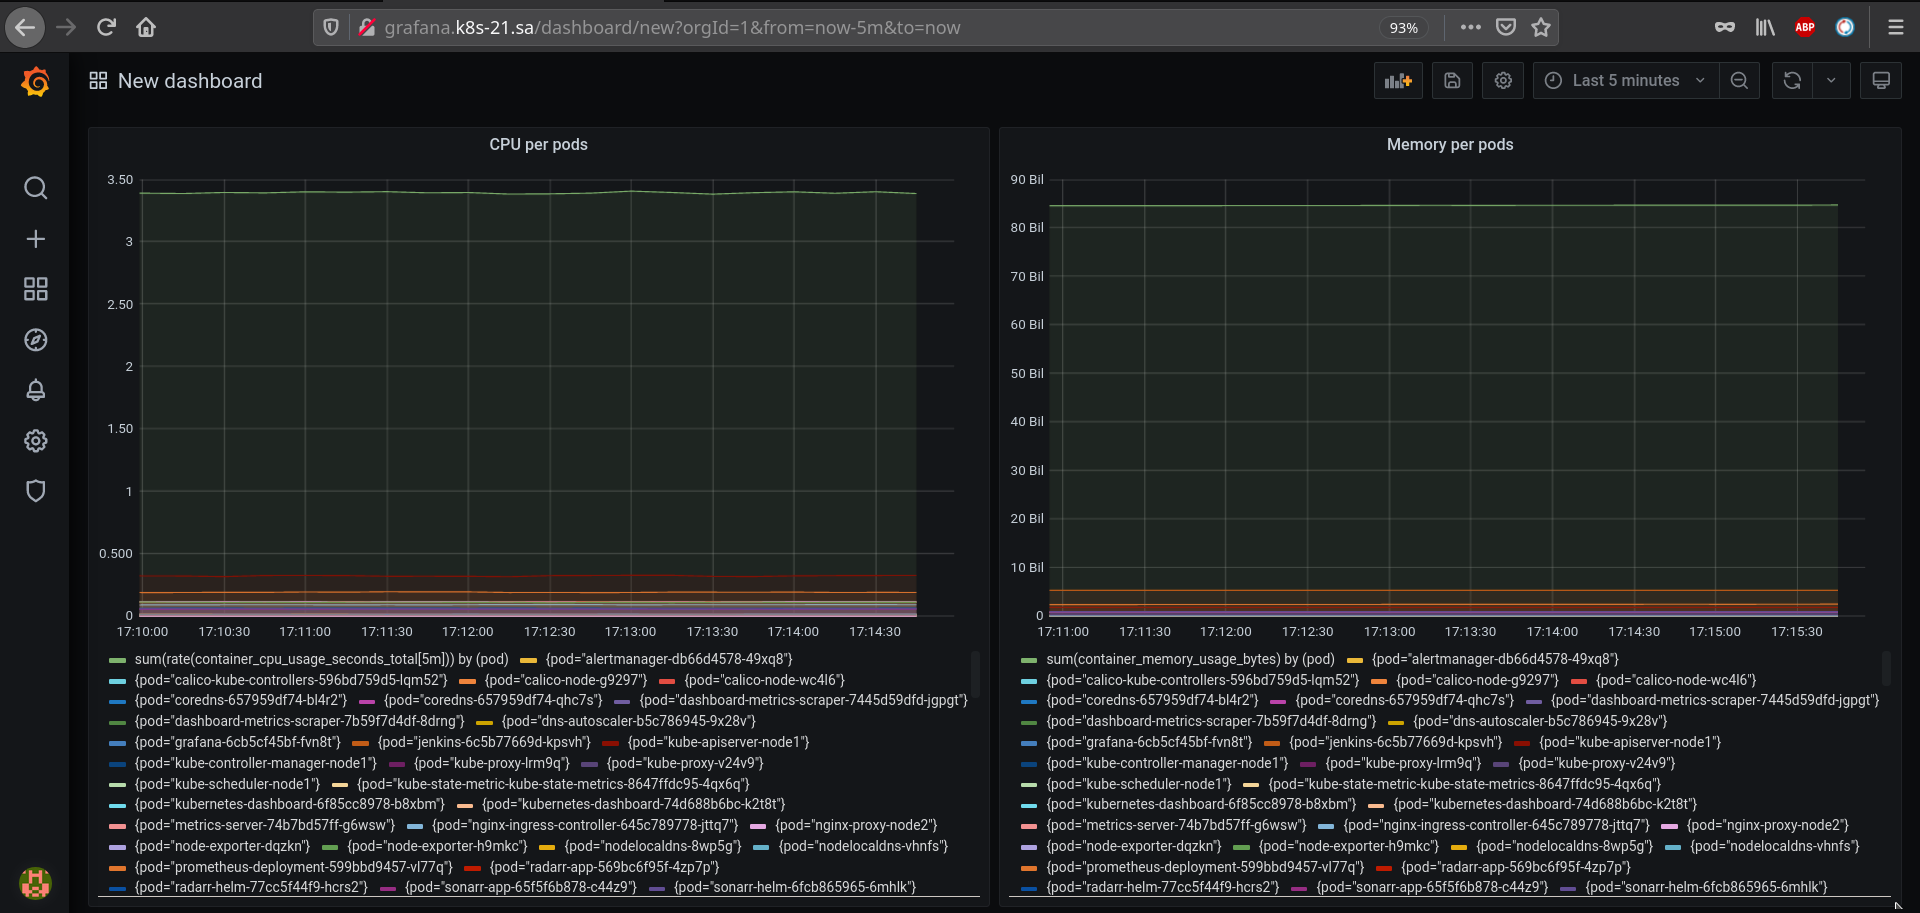 grafana.k8s-21.sa/dashboard/new?orgId=1&from=now-5m&to=now
93%
ABP
New dashboard
Last 5 minutes
CPU per pods
3.50
3
2.50
2
1.50
1
0.500
0
17:10:00 17:10:30 17:11:00 17:11:30 17:12:00 17:12:30 17:13:00 17:13:30 17:14:00 17:14:30
sum(rate(container_cpu_usage_seconds_total[5m])) by (pod) {pod="alertmanager-db66d4578-49xq8"}
{pod="calico-kube-controllers-596bd759d5-lqm52"} {pod="calico-node-g9297"} {pod="calico-node-wc4l6"}
{pod="coredns-657959df74-bl4r2"} {pod="coredns-657959df74-qhc7s"} {pod="dashboard-metrics-scraper-7445d59dfd-jgpgt"}
{pod="dashboard-metrics-scraper-7b59f7d4df-8drng"} {pod="dns-autoscaler-b5c786945-9x28v"}
{pod="grafana-6cb5cf45bf-fvn8t"} {pod="jenkins-6c5b77669d-kpsvh"} {pod="kube-apiserver-node1"}
{pod="kube-controller-manager-node1"} {pod="kube-proxy-lrm9q"} {pod="kube-proxy-v24v9"}
{pod="kube-scheduler-node1"} {pod="kube-state-metric-kube-state-metrics-8647ffdc95-4qx6q"}
{pod="kubernetes-dashboard-6f85cc8978-b8xbm"} {pod="kubernetes-dashboard-74d688b6bc-k2t8t"}
{pod="metrics-server-74b7bd57ff-g6wsw"} {pod="nginx-ingress-controller-645c789778-jttq7"} {pod="nginx-proxy-node2"}
{pod="node-exporter-dqzkn"} {pod="node-exporter-h9mkc"} {pod="nodelocaldns-8wp5g"} {pod="nodelocaldns-vhnfs"}
{pod="prometheus-deployment-599bbd9457-vl77q"} {pod="radarr-app-569bc6f95f-4zp7p"}
{pod="radarr-helm-77cc5f44f9-hcrs2"} {pod="sonarr-app-65f5f6b878-c44z9"} {pod="sonarr-helm-6fcb865965-6mhlk"}
Memory per pods
90 Bil
80 Bil
70 Bil
60 Bil
50 Bil
40 Bil
30 Bil
20 Bil
10 Bil
0
17:11:00 17:11:30 17:12:00 17:12:30 17:13:00 17:13:30 17:14:00 17:14:30 17:15:00 17:15:30
sum(container_memory_usage_bytes) by (pod) {pod="alertmanager-db66d4578-49xq8"}
{pod="calico-kube-controllers-596bd759d5-lqm52"} {pod="calico-node-g9297"} {pod="calico-node-wc4l6"}
{pod="coredns-657959df74-bl4r2"} {pod="coredns-657959df74-qhc7s"} {pod="dashboard-metrics-scraper-7445d59dfd-jgpgt"}
{pod="dashboard-metrics-scraper-7b59f7d4df-8drng"} {pod="dns-autoscaler-b5c786945-9x28v"}
{pod="grafana-6cb5cf45bf-fvn8t"} {pod="jenkins-6c5b77669d-kpsvh"} {pod="kube-apiserver-node1"}
{pod="kube-controller-manager-node1"} {pod="kube-proxy-lrm9q"} {pod="kube-proxy-v24v9"}
{pod="kube-scheduler-node1"} {pod="kube-state-metric-kube-state-metrics-8647ffdc95-4qx6q"}
{pod="kubernetes-dashboard-6f85cc8978-b8xbm"} {pod="kubernetes-dashboard-74d688b6bc-k2t8t"}
{pod="metrics-server-74b7bd57ff-g6wsw"} {pod="nginx-ingress-controller-645c789778-jttq7"} {pod="nginx-proxy-node2"}
{pod="node-exporter-dqzkn"} {pod="node-exporter-h9mkc"} {pod="nodelocaldns-8wp5g"} {pod="nodelocaldns-vhnfs"}
{pod="prometheus-deployment-599bbd9457-vl77q"} {pod="radarr-app-569bc6f95f-4zp7p"}
{pod="radarr-helm-77cc5f44f9-hcrs2"} {pod="sonarr-app-65f5f6b878-c44z9"} {pod="sonarr-helm-6fcb865965-6mhlk"}